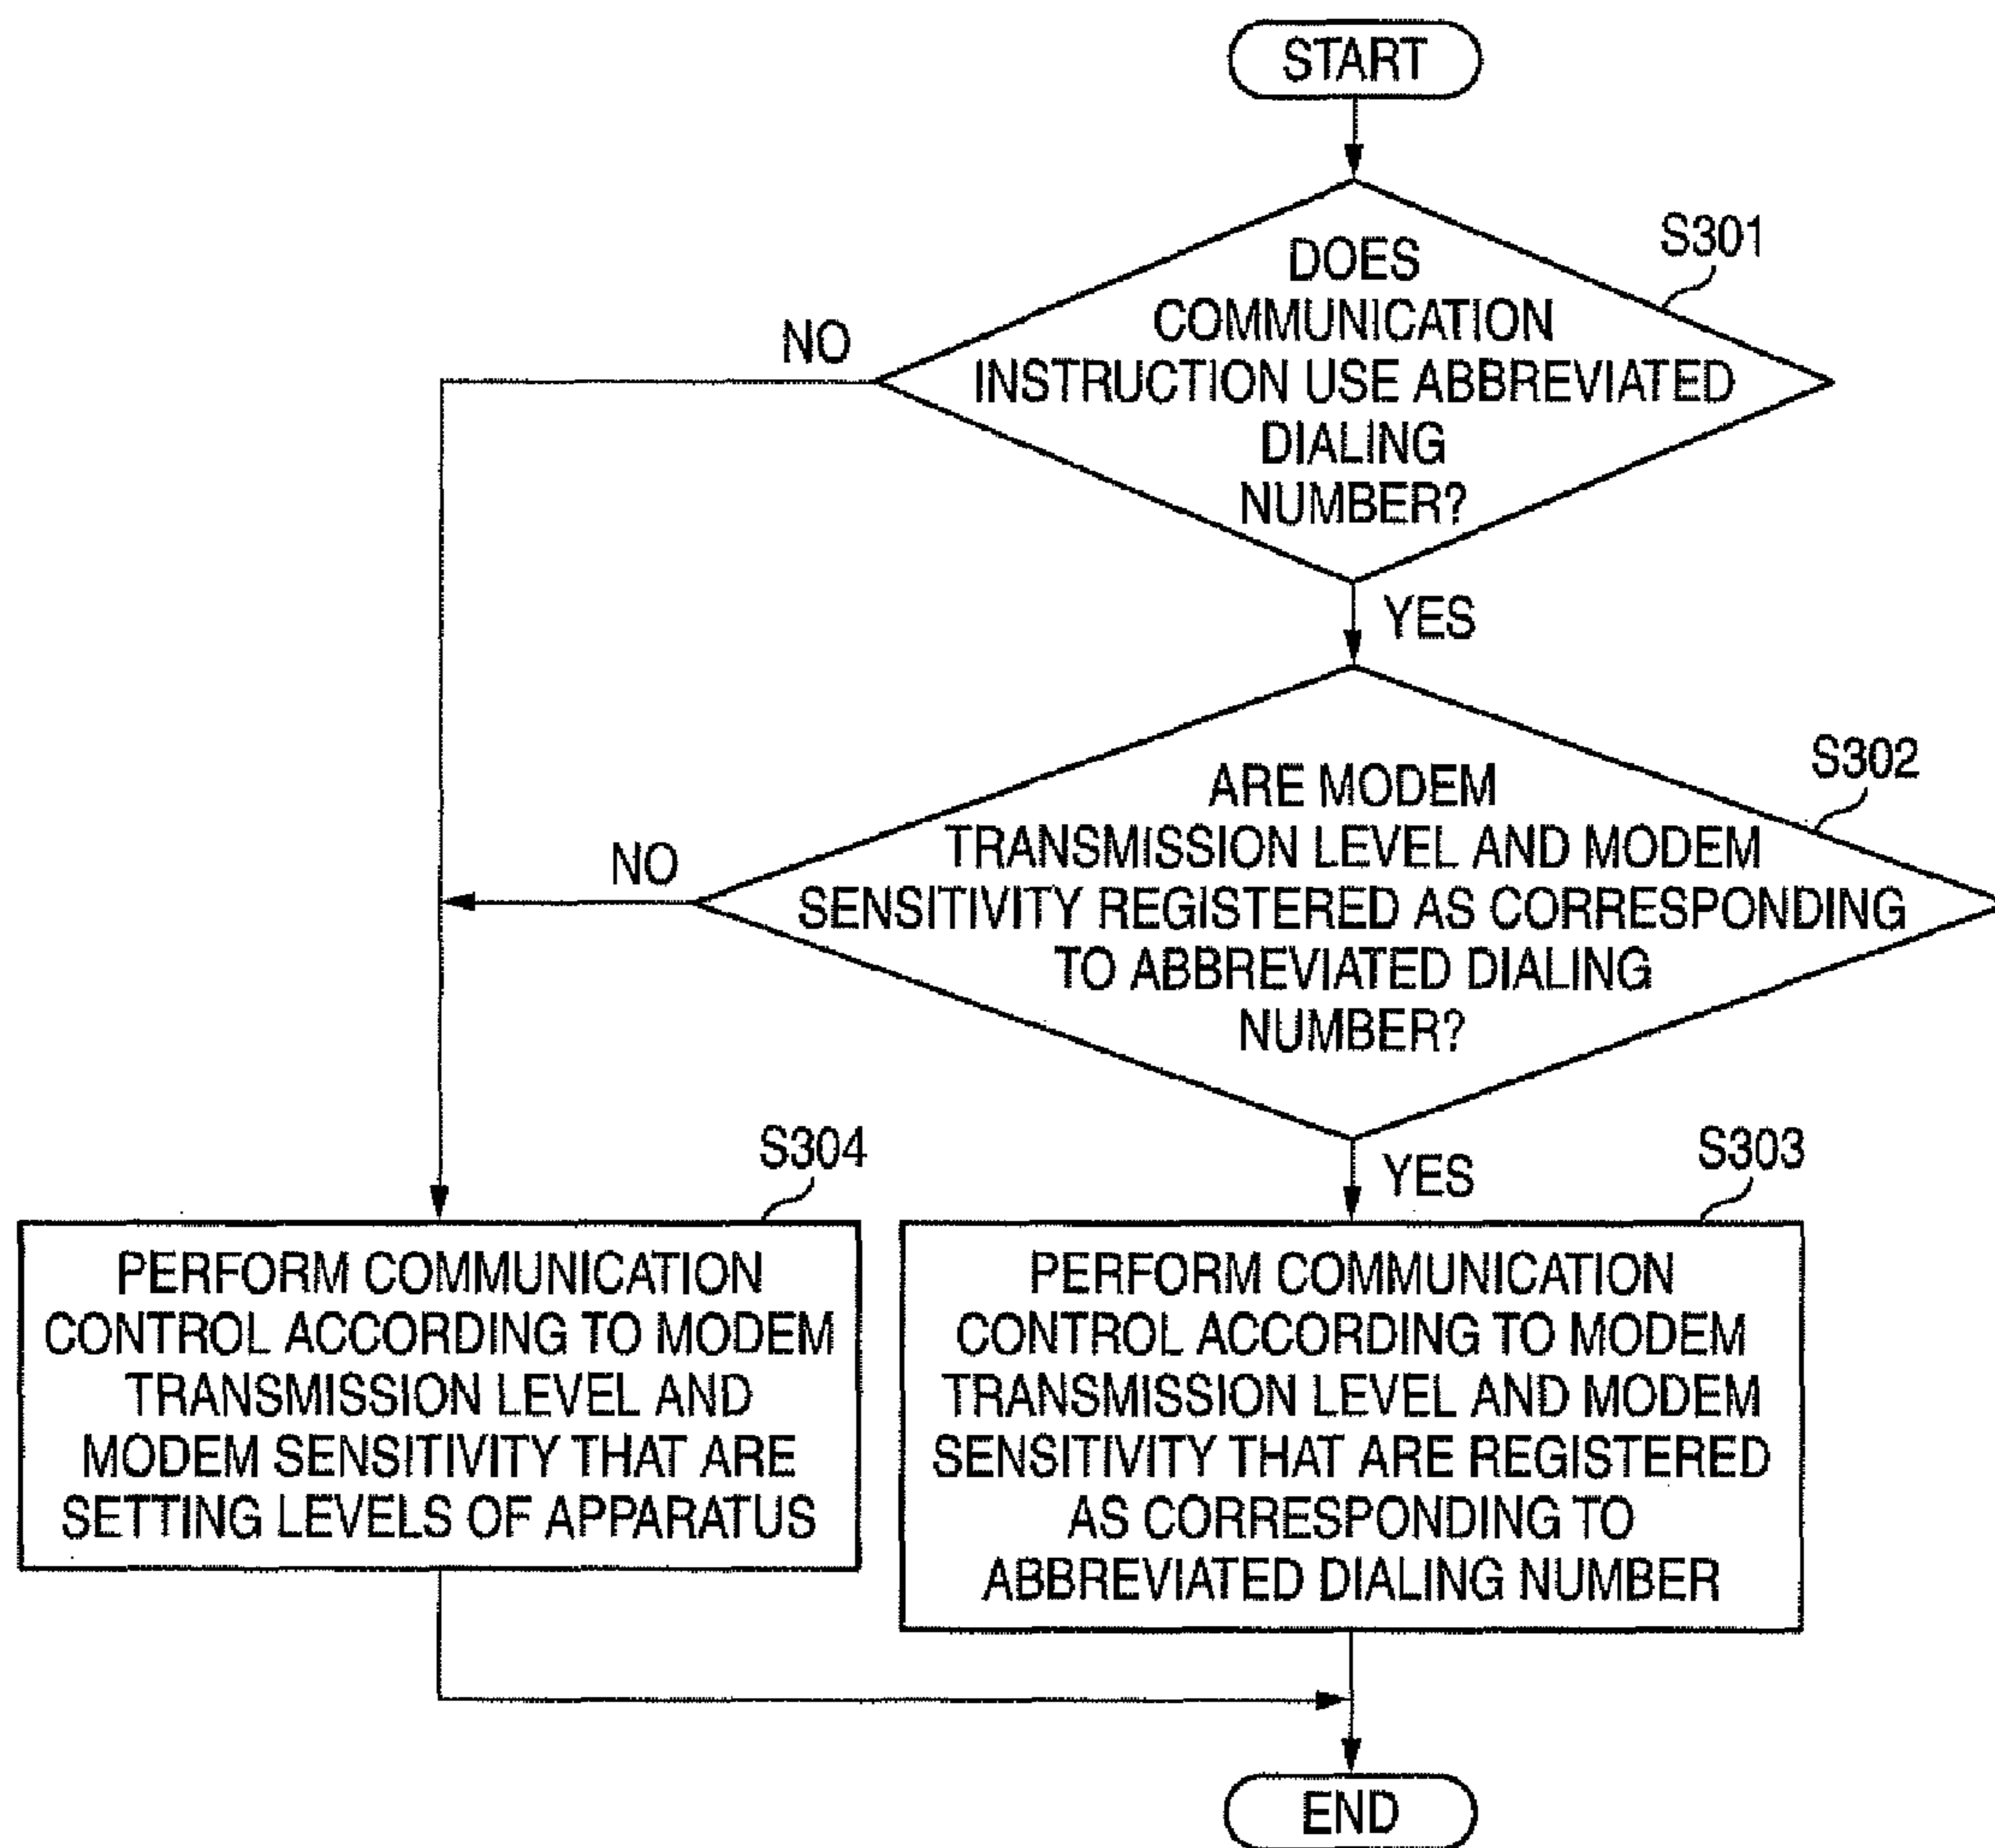 START
S301
DOES
COMMUNICATION
INSTRUCTION USE ABBREVIATED
DIALING
NUMBER?
NO
YES
S302
ARE MODEM
TRANSMISSION LEVEL AND MODEM
SENSITIVITY REGISTERED AS CORRESPONDING
TO ABBREVIATED DIALING
NUMBER?
NO
YES
S304
PERFORM COMMUNICATION
CONTROL ACCORDING TO MODEM
TRANSMISSION LEVEL AND
MODEM SENSITIVITY THAT ARE
SETTING LEVELS OF APPARATUS
S303
PERFORM COMMUNICATION
CONTROL ACCORDING TO MODEM
TRANSMISSION LEVEL AND MODEM
SENSITIVITY THAT ARE REGISTERED
AS CORRESPONDING TO
ABBREVIATED DIALING NUMBER
END